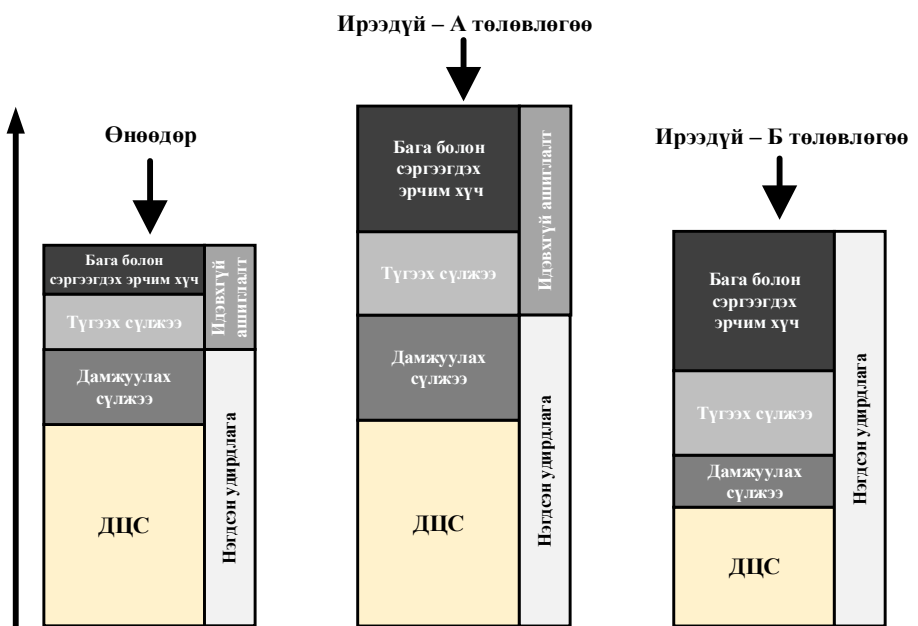 Өнөөдөр
Бага болон
сэргээгдэх эрчим хүч
Түгээх сүлжээ
Дамжуулах
сүлжээ
ДЦС
Идэвхгүй
ашиглалт
Нэгдсэн удирдлага
Ирээдүй – А төлөвлөгөө
Бага болон
сэргээгдэх
эрчим хүч
Түгээх сүлжээ
Дамжуулах
сүлжээ
ДЦС
Идэвхгүй ашиглалт
Нэгдсэн удирдлага
Ирээдүй – Б төлөвлөгөө
Бага болон
сэргээгдэх
эрчим хүч
Түгээх сүлжээ
Дамжуулах
сүлжээ
ДЦС
Нэгдсэн удирдлага